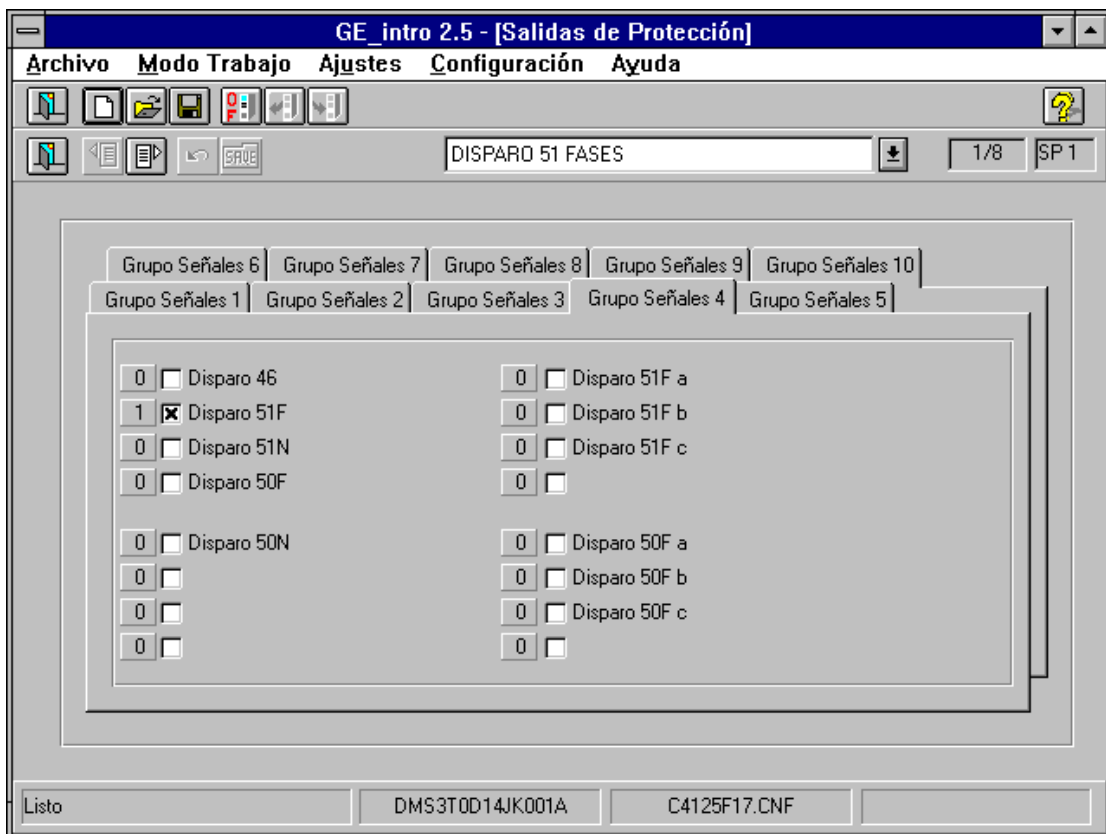 GE_intro 2.5 - [Salidas de Protección]
Archivo Modo Trabajo Ajustes Configuración Ayuda
DISPARO 51 FASES 1/8 SP 1
Grupo Señales 6 Grupo Señales 7 Grupo Señales 8 Grupo Señales 9 Grupo Señales 10
Grupo Señales 1 Grupo Señales 2 Grupo Señales 3 Grupo Señales 4 Grupo Señales 5
0 Disparo 46 0 Disparo 51F a
1 Disparo 51F 0 Disparo 51F b
0 Disparo 51N 0 Disparo 51F c
0 Disparo 50F 0
0 Disparo 50N 0 Disparo 50F a
0 0 Disparo 50F b
0 0 Disparo 50F c
0 0
Listo DMS3T0D14JK001A C4125F17.CNF